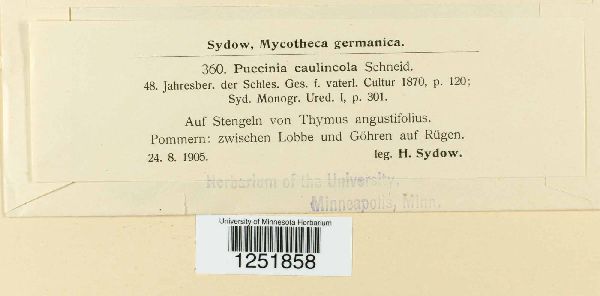 Sydow, Mycotheca germanica.
360. Puccinia caulincola Schneid.
48. Jahresber. der Schles. Ges. f. vaterl. Cultur 1870, p. 120;
Syd. Monogr. Ured. I, p. 301.
Auf Stengeln von Thymus angustifolius.
Pommern: zwischen Lobbe und Göhren auf Rügen.
24. 8. 1905. leg. H. Sydow.
Herbarium of the University,
Minneapolis, Minn.
University of Minnesota Herbarium
1251858